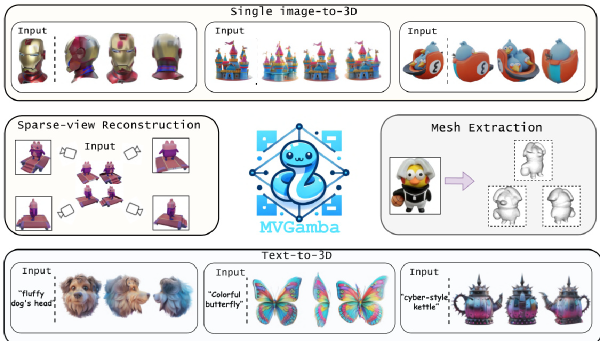 Single image-to-3D
Input
Input
Input
Sparse-view Reconstruction
Input
MVGamba
Mesh Extraction
Text-to-3D
Input
"fluffy
dog's head"
Input
"Colorful
butterfly"
Input
"cyber-style
kettle"